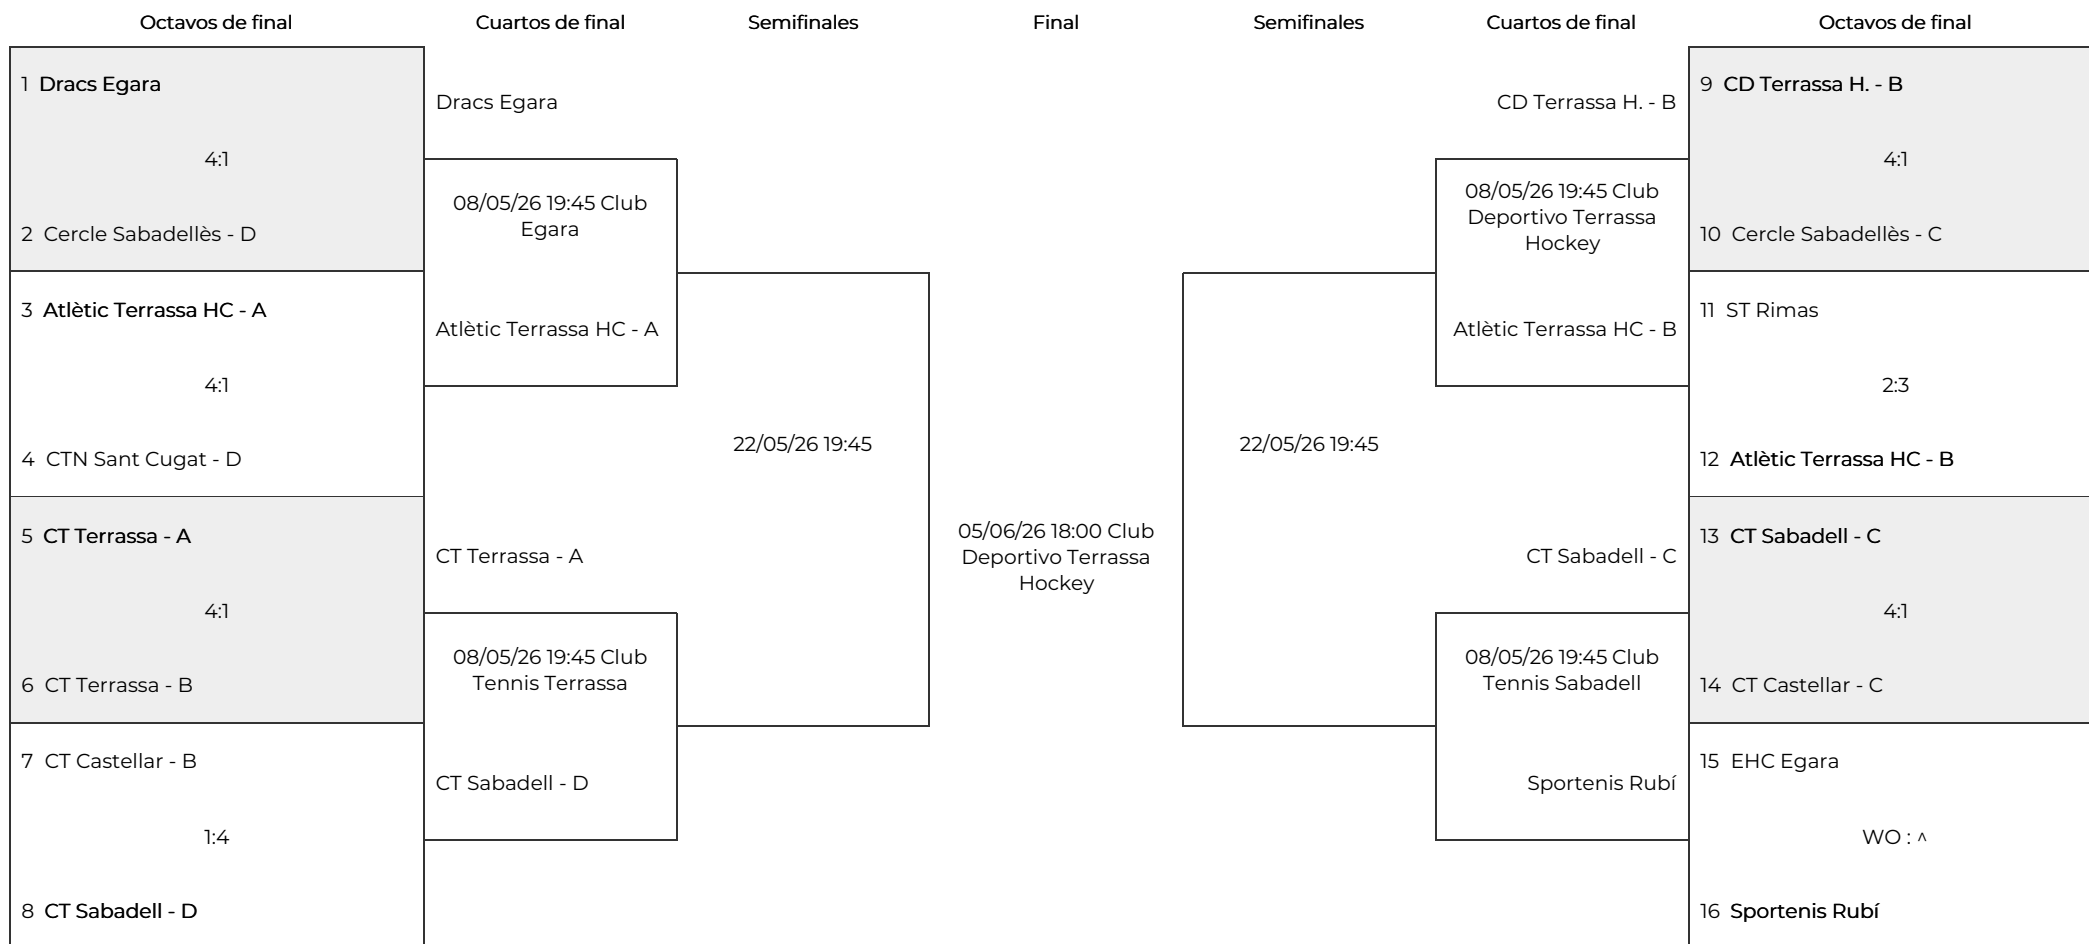 Octavos de final
Cuartos de final
Semifinales
Final
Semifinales
Cuartos de final
Octavos de final
1 Dracs Egara
4:1
2 Cercle Sabadellès - D
3 Atlètic Terrassa HC - A
4:1
4 CTN Sant Cugat - D
5 CT Terrassa - A
4:1
6 CT Terrassa - B
7 CT Castellar - B
1:4
8 CT Sabadell - D
Dracs Egara
08/05/26 19:45 Club
Egara
Atlètic Terrassa HC - A
CT Terrassa - A
08/05/26 19:45 Club
Tennis Terrassa
CT Sabadell - D
22/05/26 19:45
05/06/26 18:00 Club
Deportivo Terrassa
Hockey
22/05/26 19:45
CD Terrassa H. - B
08/05/26 19:45 Club
Deportivo Terrassa
Hockey
Atlètic Terrassa HC - B
CT Sabadell - C
08/05/26 19:45 Club
Tennis Sabadell
Sportenis Rubí
9 CD Terrassa H. - B
4:1
10 Cercle Sabadellès - C
11 ST Rimas
2:3
12 Atlètic Terrassa HC - B
13 CT Sabadell - C
4:1
14 CT Castellar - C
15 EHC Egara
WO : ^
16 Sportenis Rubí